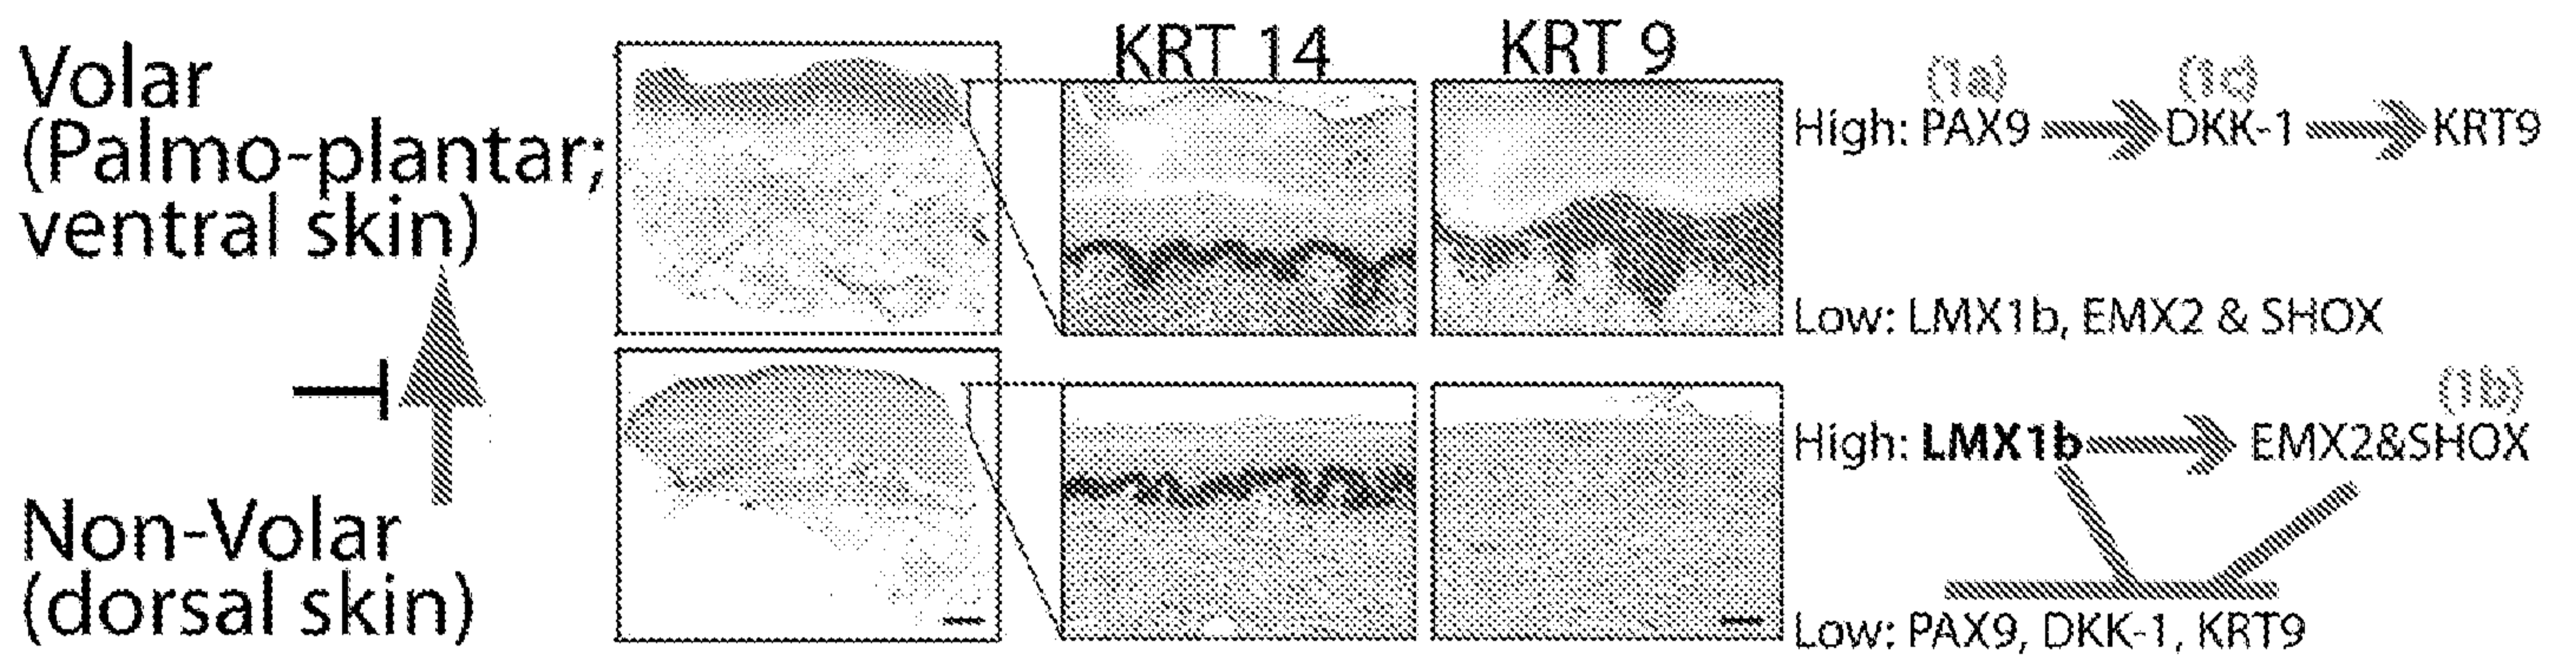 Volar
(Palmo-plantar;
ventral skin)
Non-Volar
(dorsal skin)
KRT 14
KRT 9
(1a)
(1c)
High: PAX9
DKK-1
KRT9
Low: LMX1b, EMX2 & SHOX
(1b)
High: LMX1b
EMX2&SHOX
Low: PAX9, DKK-1, KRT9